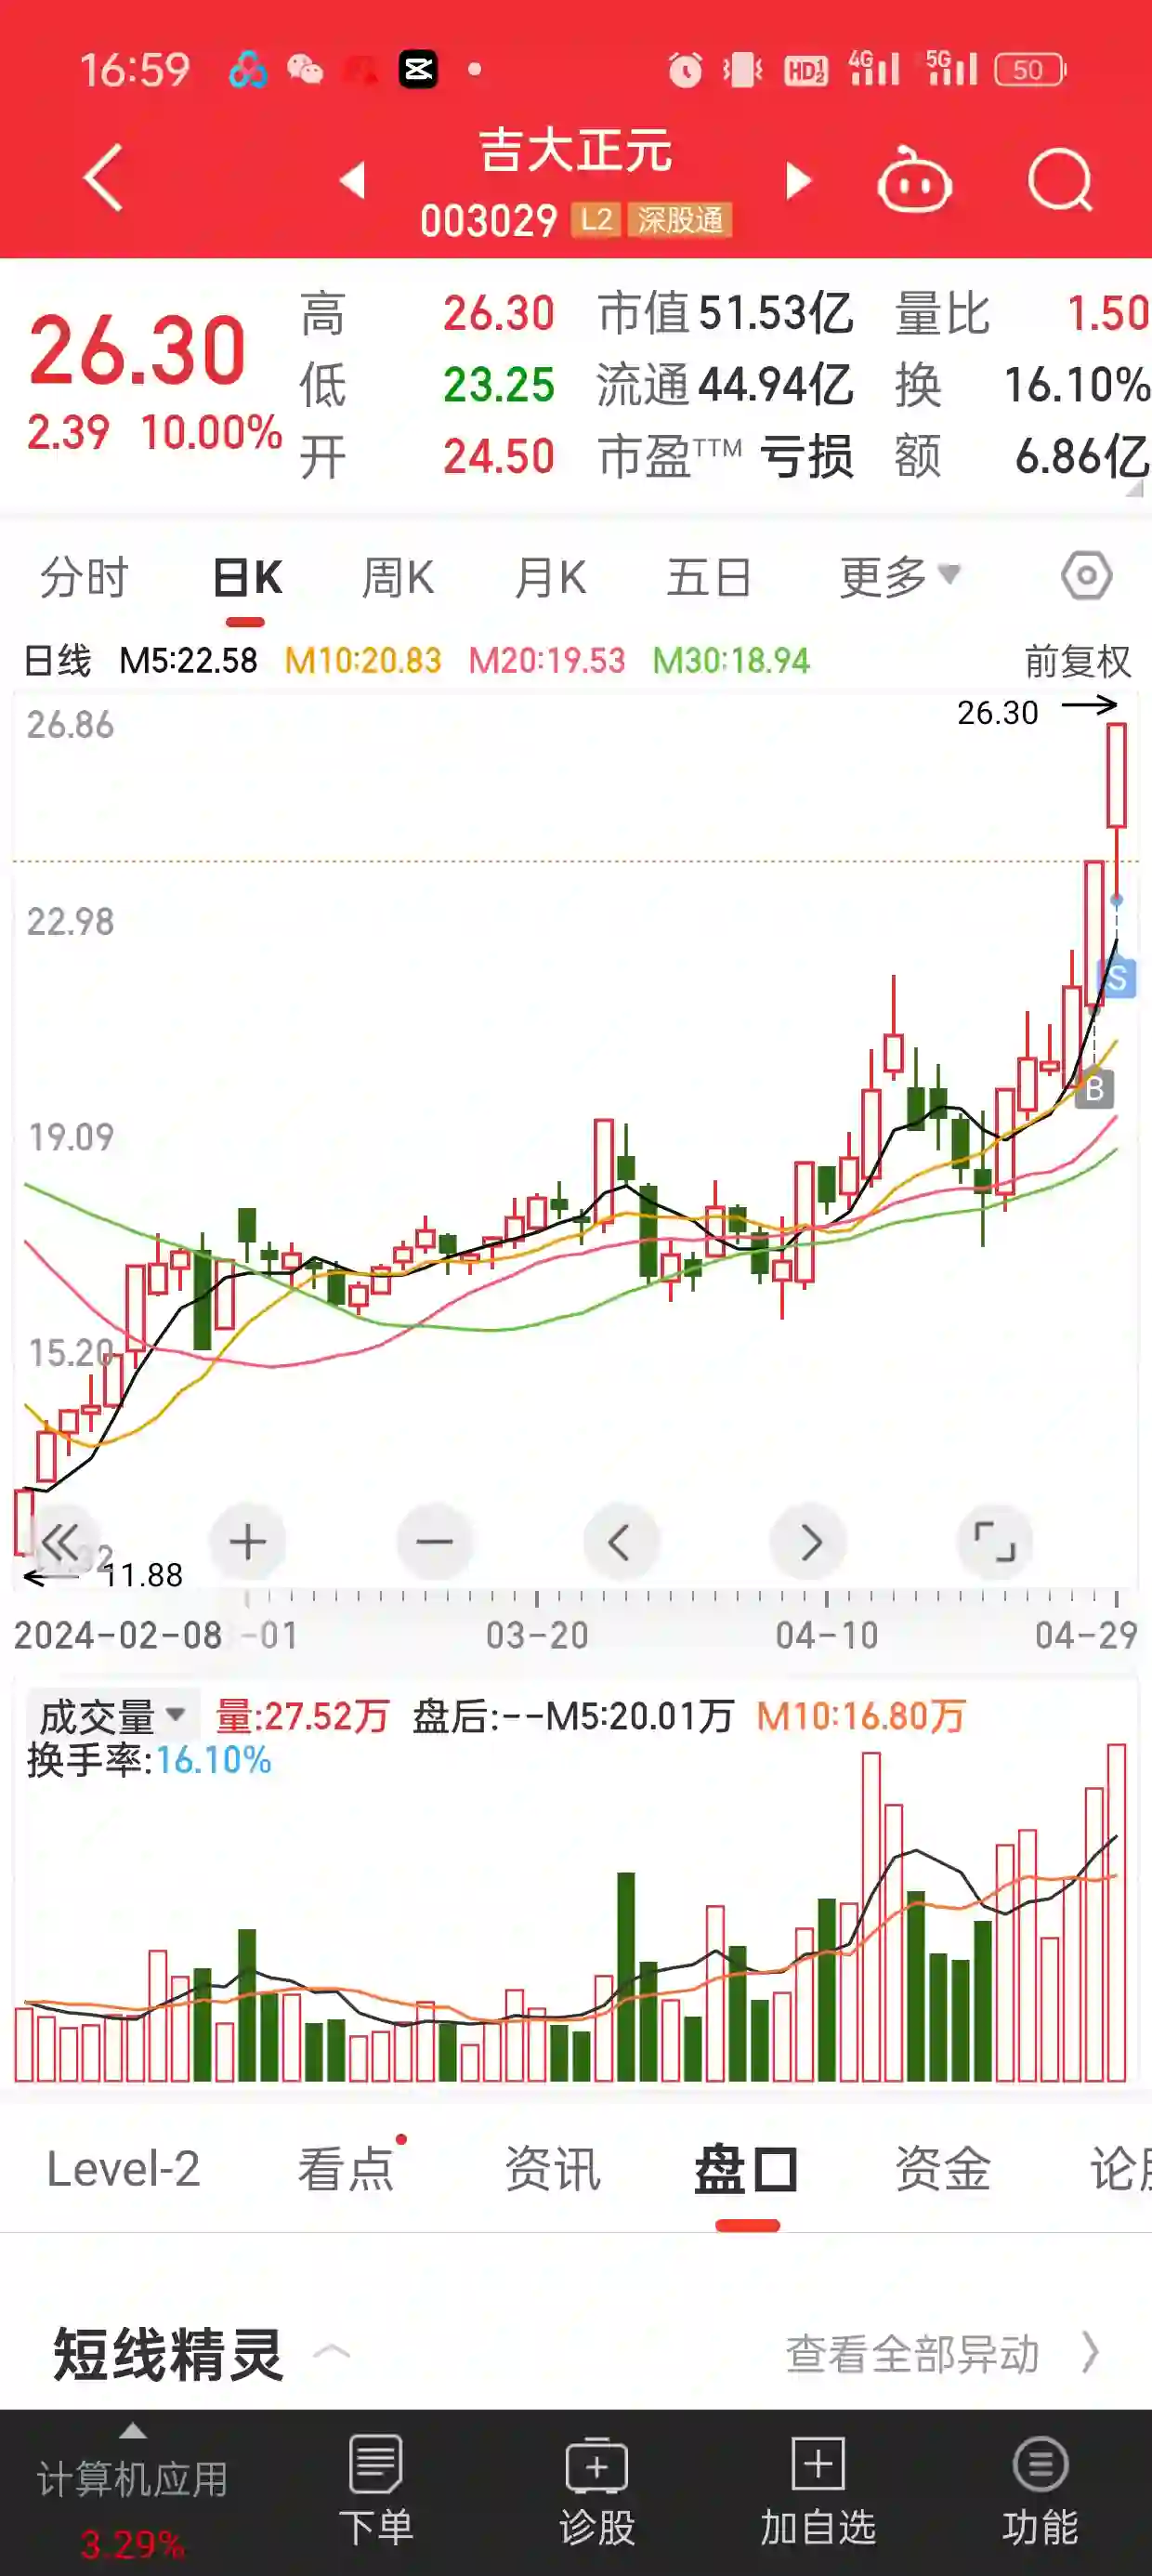 16:59 HD 4G 5G 50
吉大正元
003029 L2 深股通
26.30 高 26.30 市值 51.53亿 量比 1.50
低 23.25 流通 44.94亿 换 16.10%
2.39 10.00% 开 24.50 市盈TTM 亏损 额 6.86亿
分时 日K 周K 月K 五日 更多
日线 M5:22.58 M10:20.83 M20:19.53 M30:18.94 前复权
26.30
26.86
22.98
S
B
19.09
15.20
11.88
2024-02-08 -01 03-20 04-10 04-29
成交量 量:27.52万 盘后:--M5:20.01万 M10:16.80万
换手率:16.10%
Level-2 看点 资讯 盘口 资金 论
短线精灵 查看全部异动
计算机应用 下单 诊股 加自选 功能
3.29%